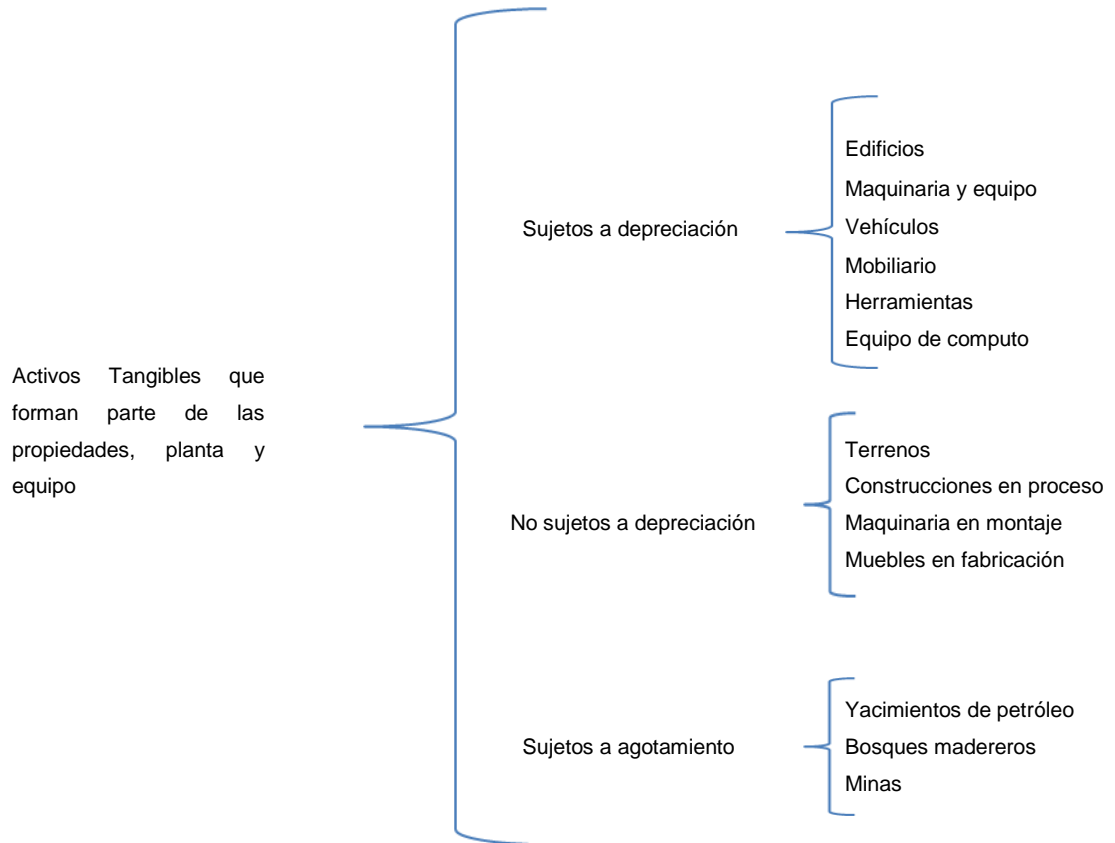 Activos Tangibles que
forman parte de las
propiedades, planta y
equipo
Sujetos a depreciación
Edificios
Maquinaria y equipo
Vehículos
Mobiliario
Herramientas
Equipo de computo
No sujetos a depreciación
Terrenos
Construcciones en proceso
Maquinaria en montaje
Muebles en fabricación
Sujetos a agotamiento
Yacimientos de petróleo
Bosques madereros
Minas